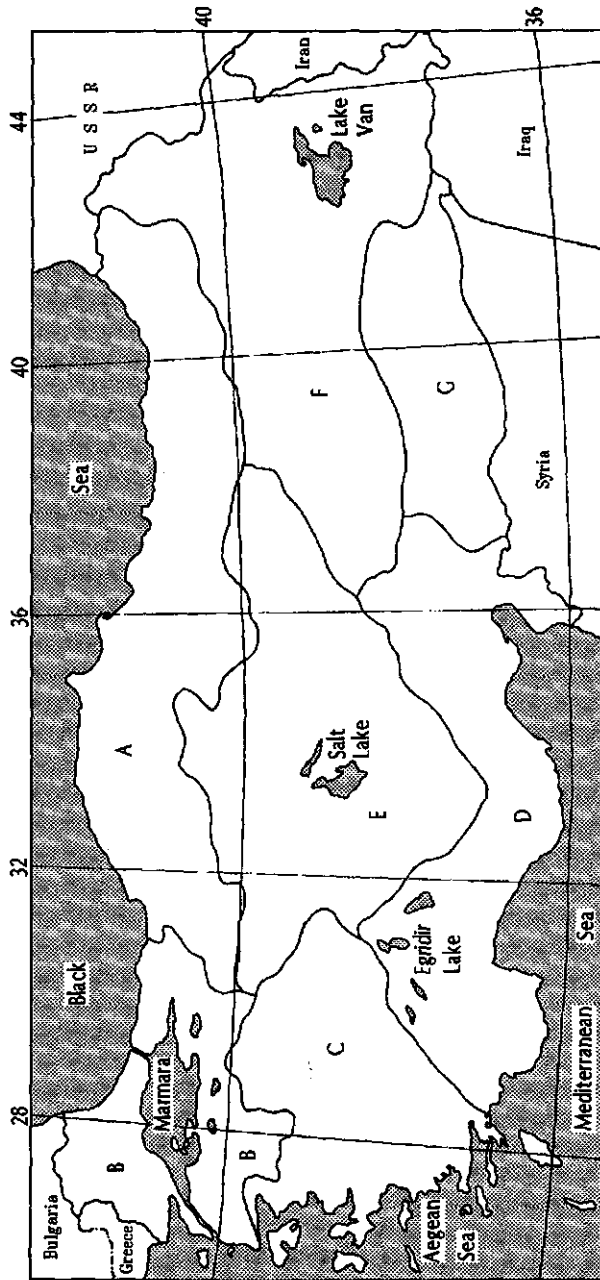 28
32
36
40
44
Bulgaria
Black
Sea
U S S R
40
Greece
B
Marmara
A
B
Iran
Aegean
Sea
C
Egridir
Lake
E
Salt
Lake
F
Lake
Van
D
G
Mediterranean
Sea
Syria
Iraq
36